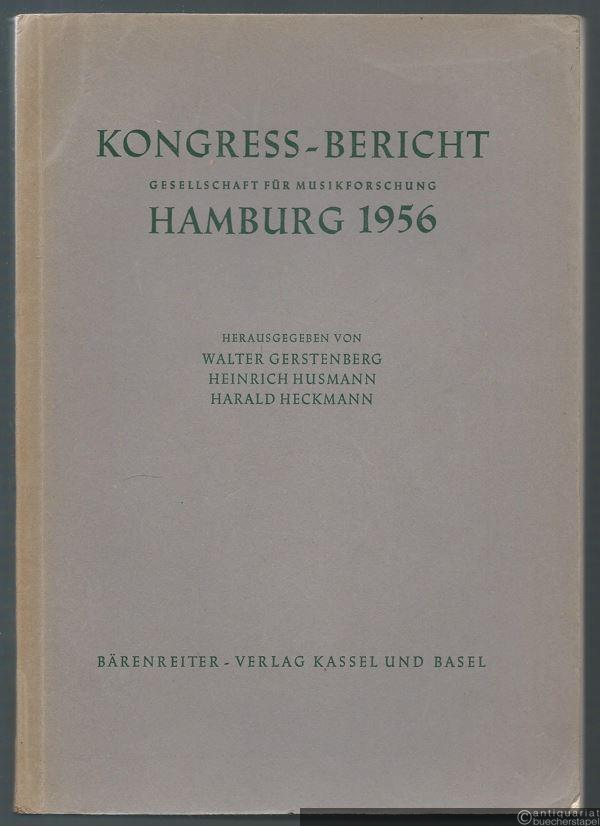 KONGRESS-BERICHT
GESELLSCHAFT FÜR MUSIKFORSCHUNG
HAMBURG 1956
HERAUSGEGEBEN VON
WALTER GERSTENBERG
HEINRICH HUSMANN
HARALD HECKMANN
BÄRENREITER-VERLAG KASSEL UND BASEL
©antiquariat
buecherstapel